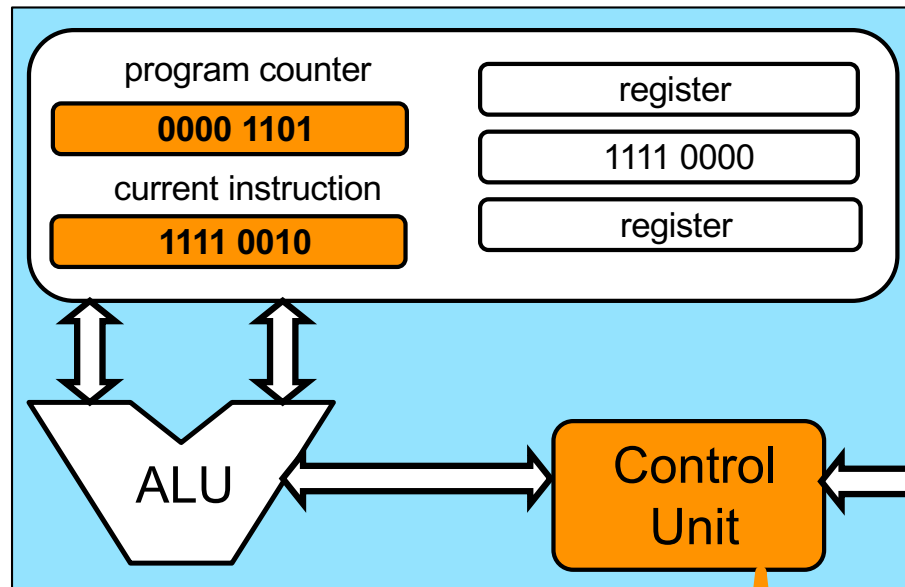 program counter
0000 1101
current instruction
1111 0010
register
1111 0000
register
ALU
Control
Unit